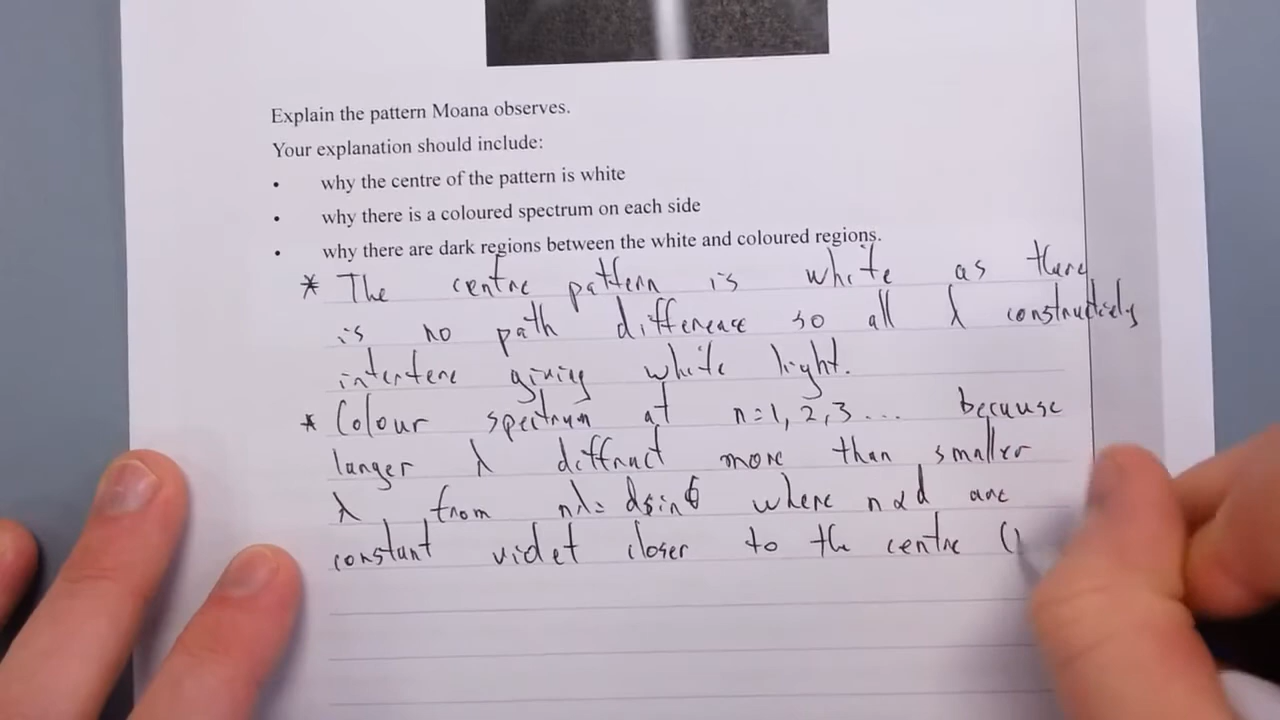 Explain the pattern Moana observes.
Your explanation should include:
• why the centre of the pattern is white
• why there is a coloured spectrum on each side
• why there are dark regions between the white and coloured regions.
* The centre pattern is white as there
is no path difference so all λ constructively
interfere giving white light.
* Colour spectrum at n=1, 2, 3 ... because
larger λ diffract more than smaller
λ, from nλ = dsinθ where n & d are
constant violet closer to the centre (